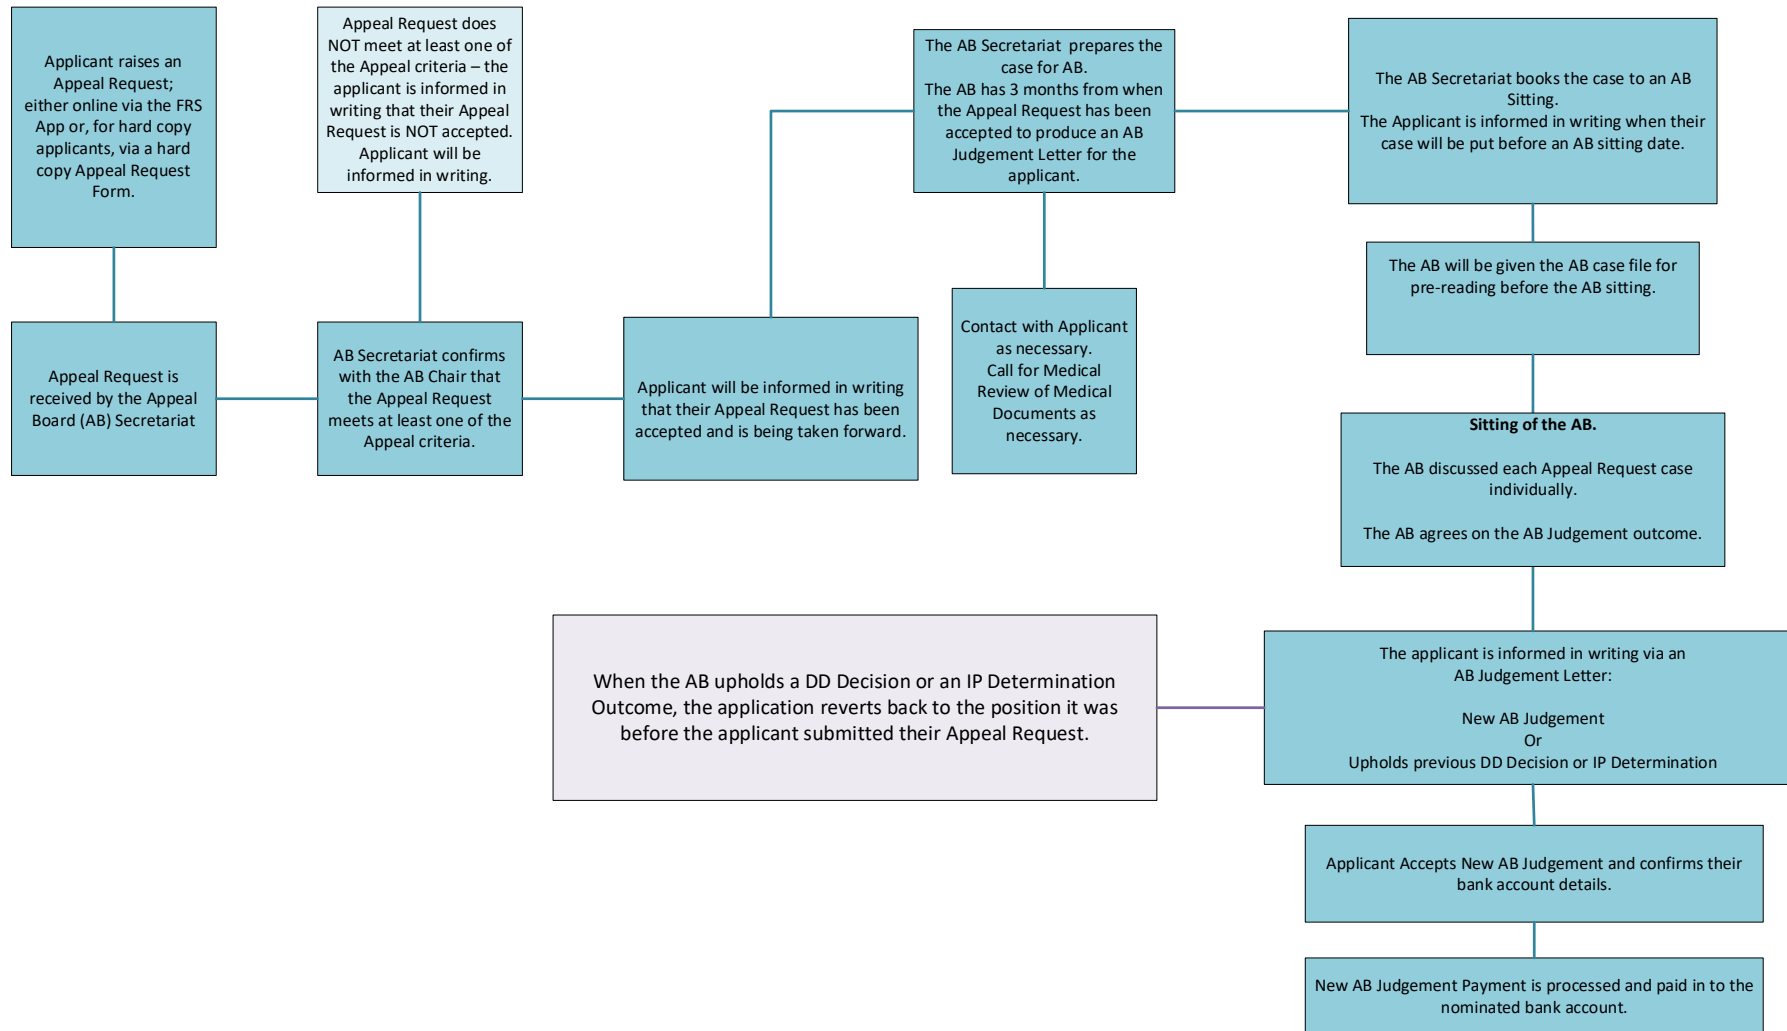 Applicant raises an
Appeal Request;
either online via the FRS
App or, for hard copy
applicants, via a hard
copy Appeal Request
Form.
Appeal Request is
received by the Appeal
Board (AB) Secretariat
Appeal Request does
NOT meet at least one of
the Appeal criteria – the
applicant is informed in
writing that their Appeal
Request is NOT accepted.
Applicant will be
informed in writing.
AB Secretariat confirms
with the AB Chair that
the Appeal Request
meets at least one of the
Appeal criteria.
Applicant will be informed in writing
that their Appeal Request has been
accepted and is being taken forward.
The AB Secretariat  prepares the
case for AB.
The AB has 3 months from when
the Appeal Request has been
accepted to produce an AB
Judgement Letter for the
applicant.
Contact with Applicant
as necessary.
Call for Medical
Review of Medical
Documents as
necessary.
The AB Secretariat books the case to an AB
Sitting.
The Applicant is informed in writing when their
case will be put before an AB sitting date.
The AB will be given the AB case file for
pre-reading before the AB sitting.
Sitting of the AB.
The AB discussed each Appeal Request case
individually.
The AB agrees on the AB Judgement outcome.
The applicant is informed in writing via an
AB Judgement Letter:
New AB Judgement
Or
Upholds previous DD Decision or IP Determination
When the AB upholds a DD Decision or an IP Determination
Outcome, the application reverts back to the position it was
before the applicant submitted their Appeal Request.
Applicant Accepts New AB Judgement and confirms their
bank account details.
New AB Judgement Payment is processed and paid in to the
nominated bank account.